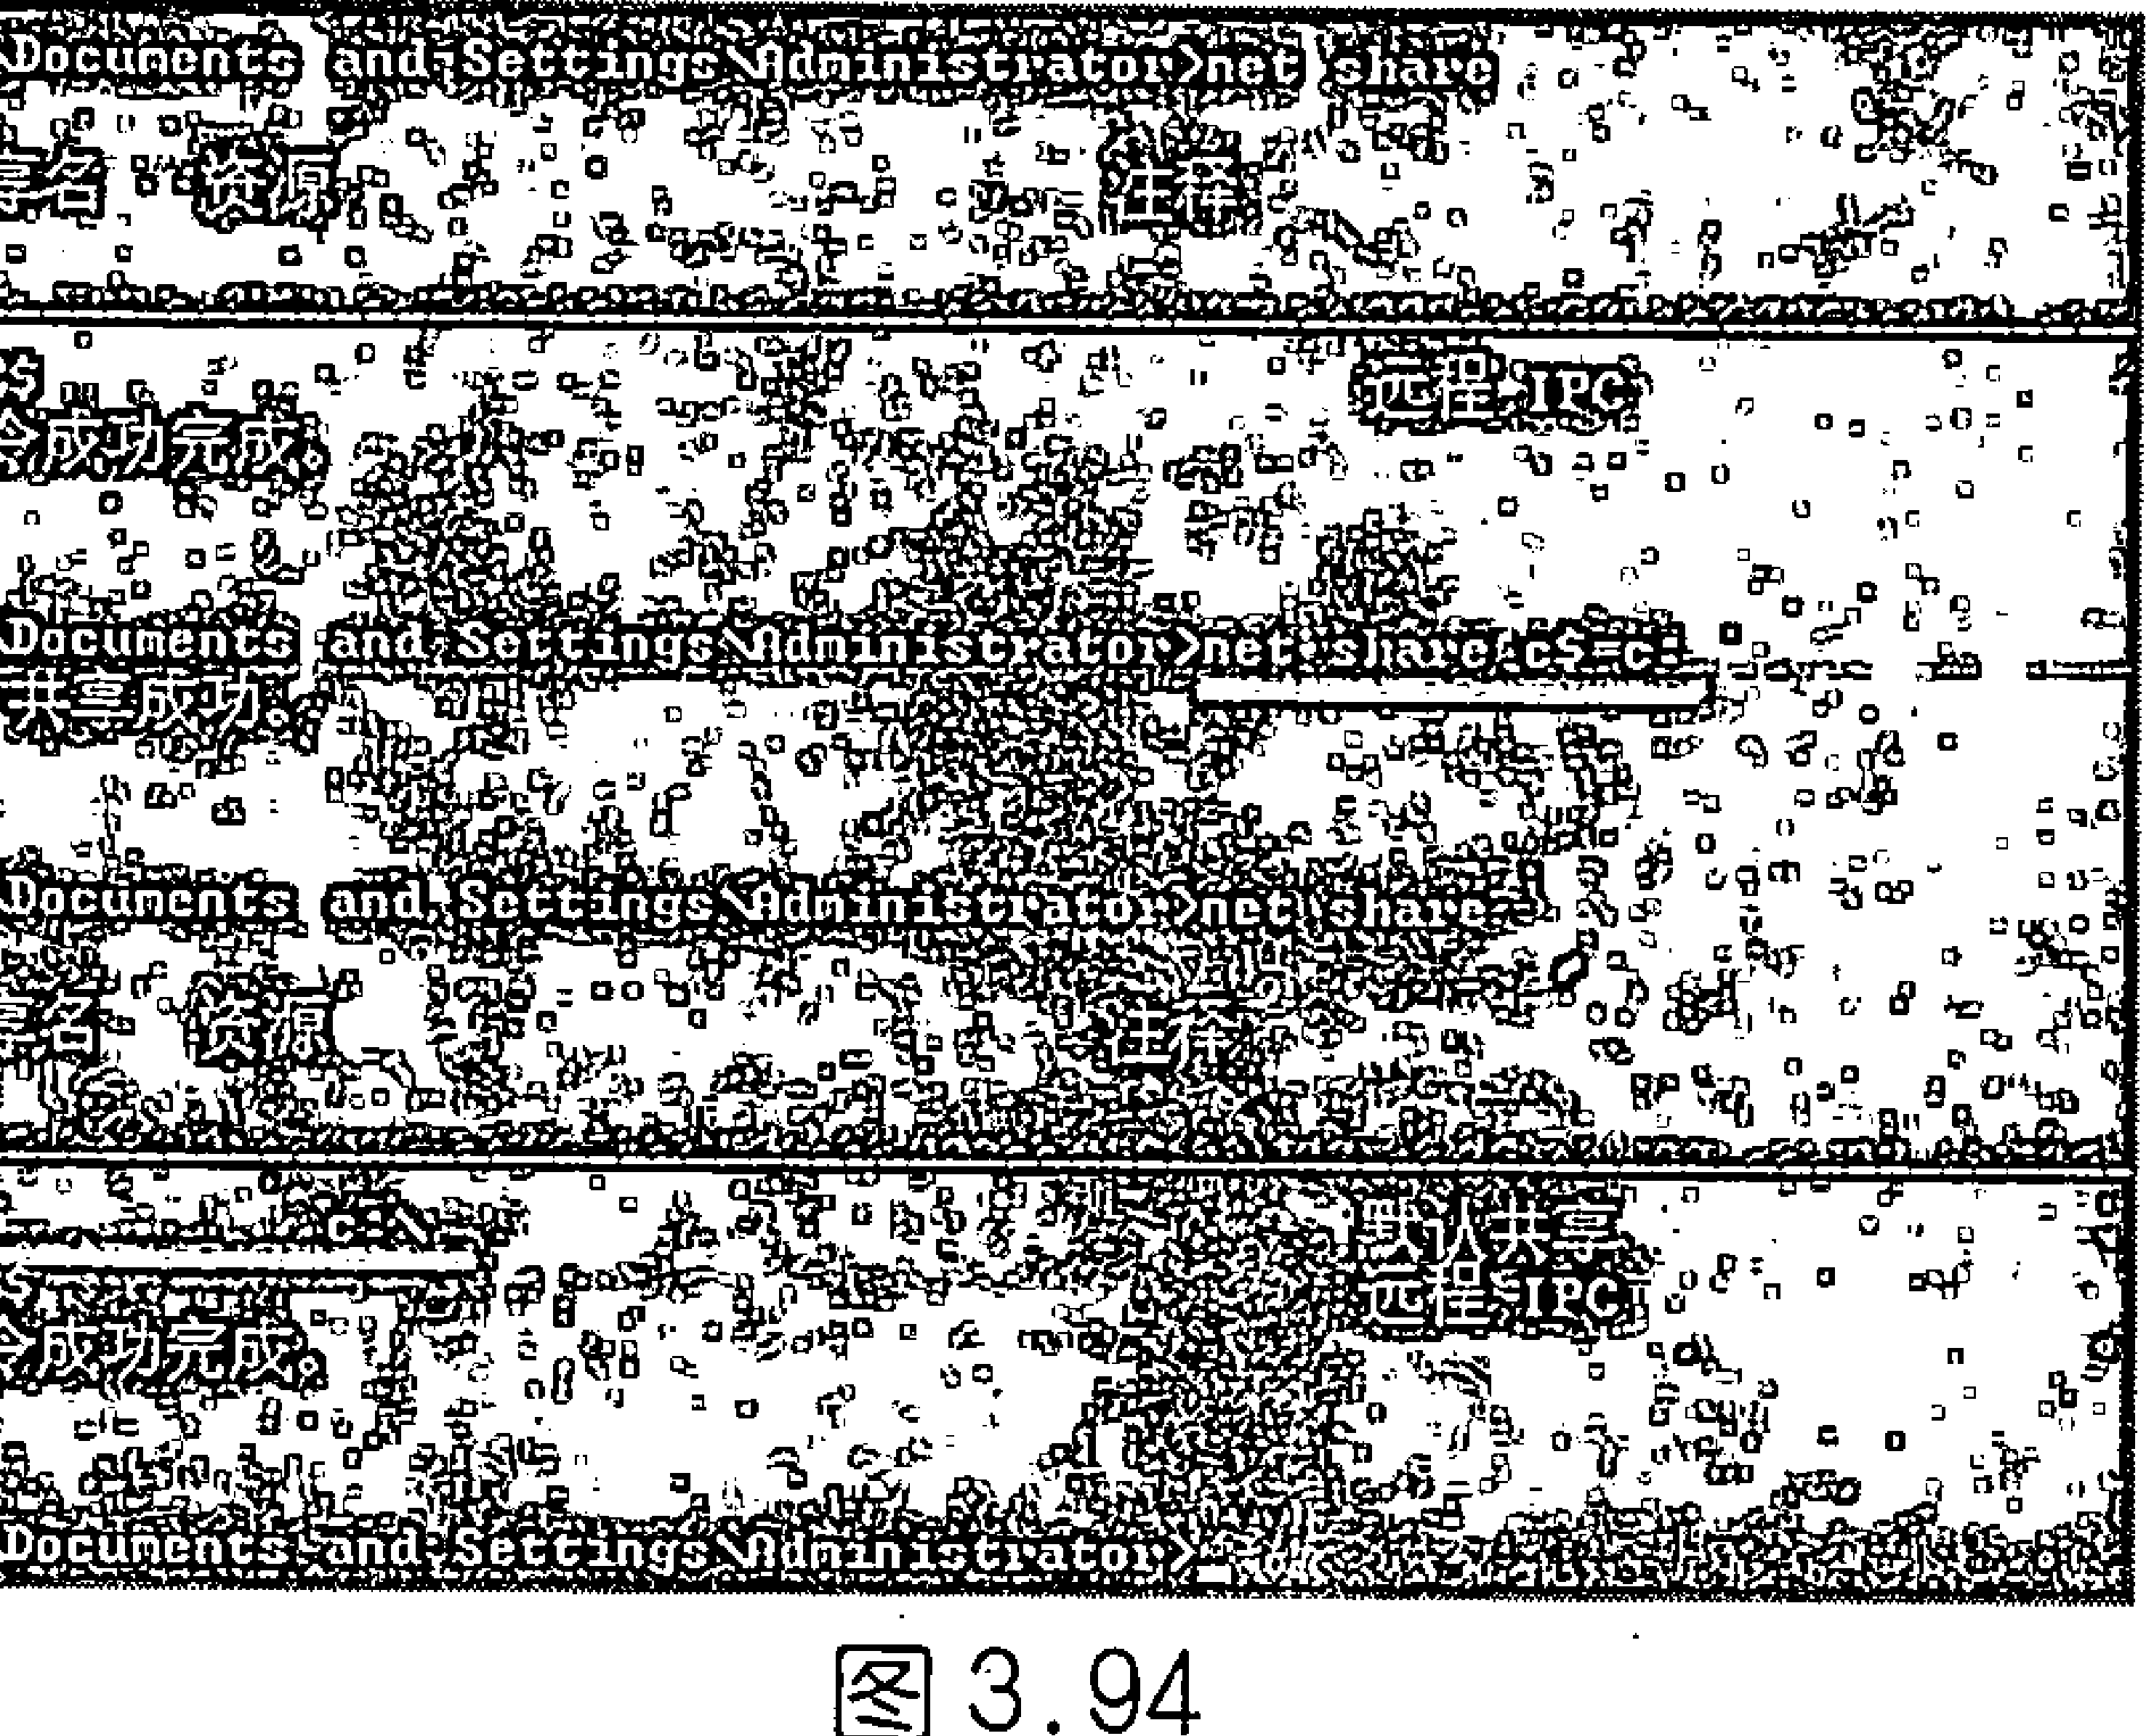 \Documents and Settings\Administrator>net share
享名 资源 注释
远程 IPC
令成功完成。
\Documents and Settings\Administrator>net share c$=c:
共享成功。
\Documents and Settings\Administrator>net share
享名 资源 注释
c:\ 默认共享
远程 IPC
令成功完成。
\Documents and Settings\Administrator>
图 3.94